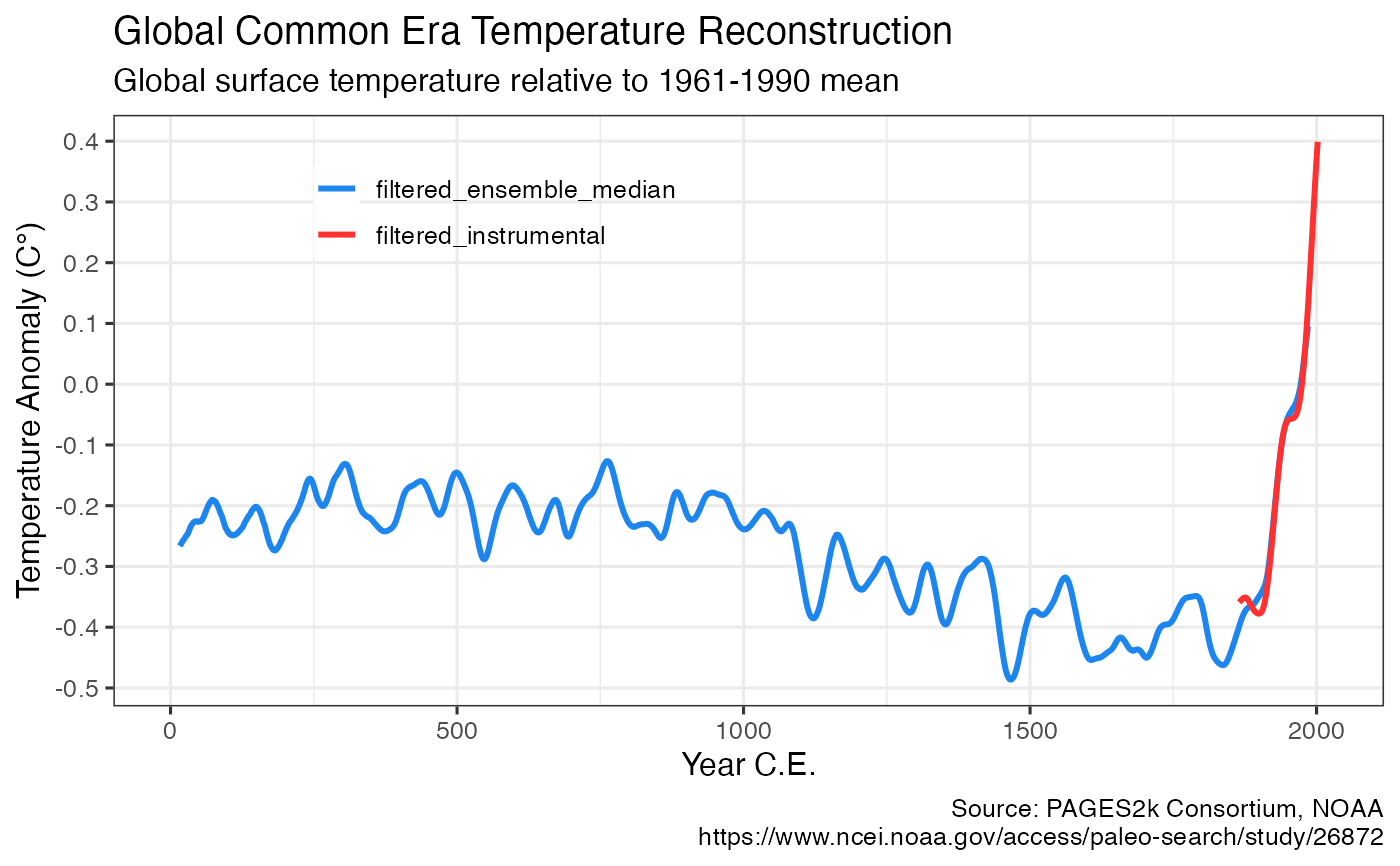 Global Common Era Temperature Reconstruction
Global surface temperature relative to 1961-1990 mean
Temperature Anomaly (C°)
0.4
0.3
0.2
0.1
0.0
-0.1
-0.2
-0.3
-0.4
-0.5
filtered_ensemble_median
filtered_instrumental
0 500 1000 1500 2000
Year C.E.
Source: PAGES2k Consortium, NOAA
https://www.ncei.noaa.gov/access/paleo-search/study/26872